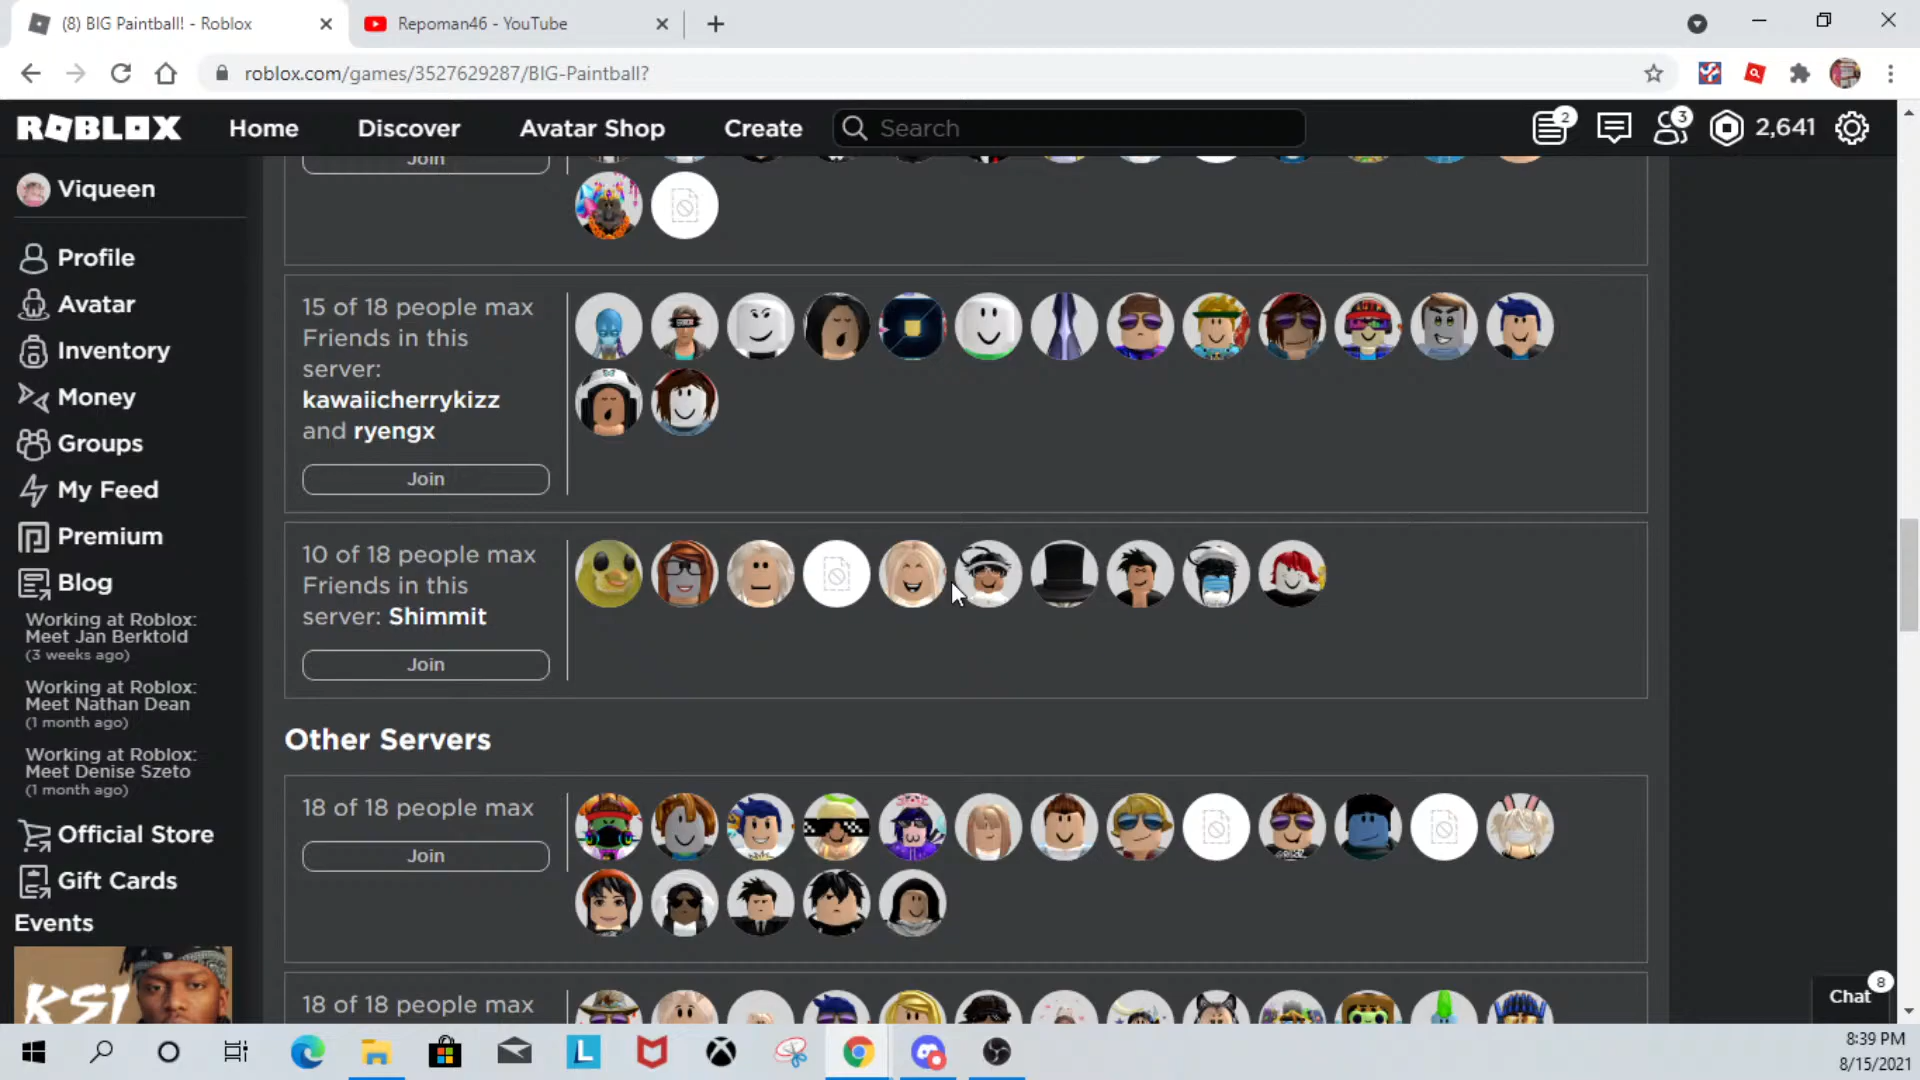 (8) BIG Paintball! - Roblox
Repoman46 - YouTube
roblox.com/games/3527629287/BIG-Paintball?
ROBLOX
Home
Discover
Avatar Shop
Create
Search
2
3
2,641
Viqueen
Profile
Avatar
Inventory
Money
Groups
My Feed
Premium
Blog
Working at Roblox:
Meet Jan Berktold
(3 weeks ago)
Working at Roblox:
Meet Nathan Dean
(1 month ago)
Working at Roblox:
Meet Denise Szeto
(1 month ago)
Official Store
Gift Cards
Events
KSI
Join
15 of 18 people max
Friends in this
server:
kawaiicherrykizz
and ryengx
Join
10 of 18 people max
Friends in this
server: Shimmit
Join
Other Servers
18 of 18 people max
Join
18 of 18 people max
Chat
8
8:39 PM
8/15/2021